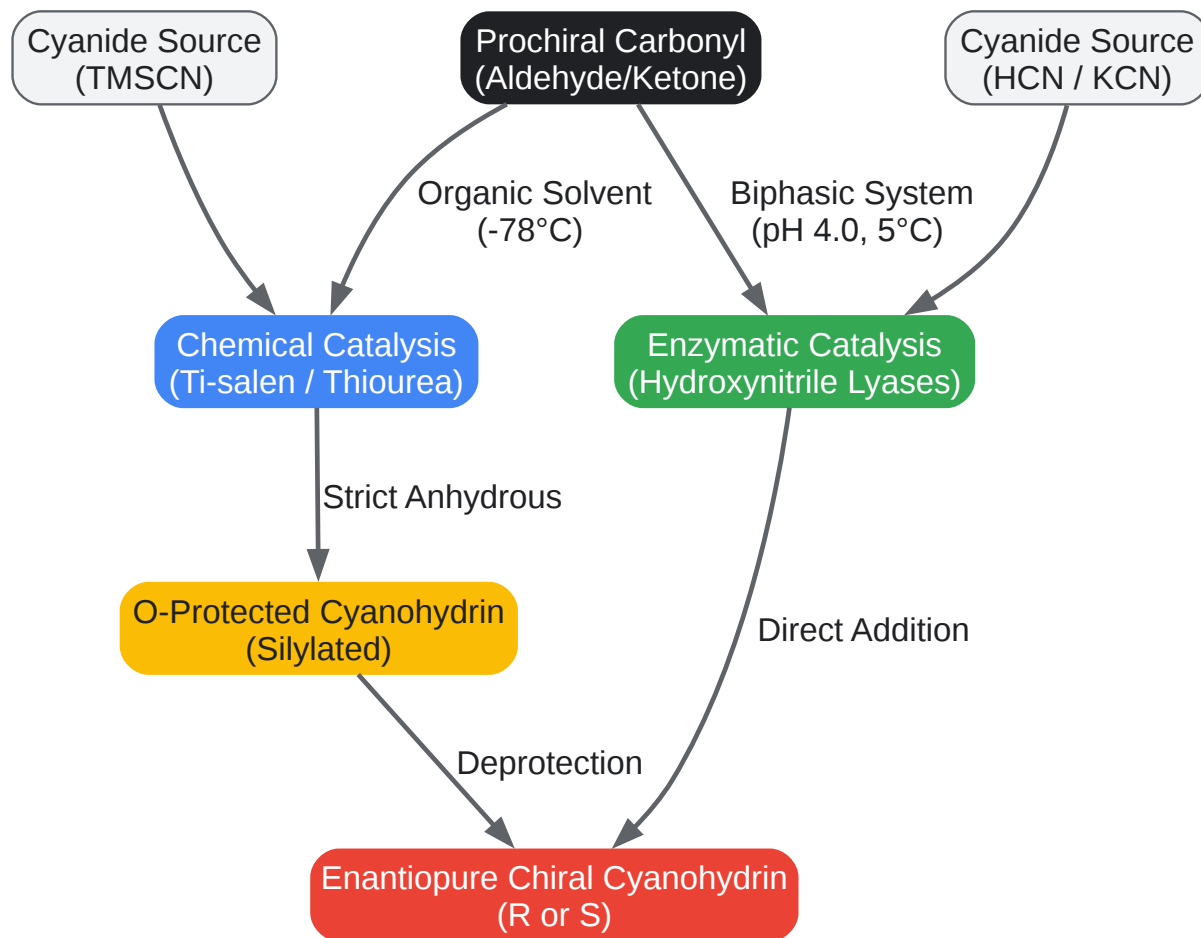 Cyanide Source
(TMSCN)
Prochiral Carbonyl
(Aldehyde/Ketone)
Cyanide Source
(HCN / KCN)
Organic Solvent
(-78°C)
Biphasic System
(pH 4.0, 5°C)
Chemical Catalysis
(Ti-salen / Thiourea)
Enzymatic Catalysis
(Hydroxynitrile Lyases)
Strict Anhydrous
O-Protected Cyanohydrin
(Silylated)
Direct Addition
Deprotection
Enantiopure Chiral Cyanohydrin
(R or S)